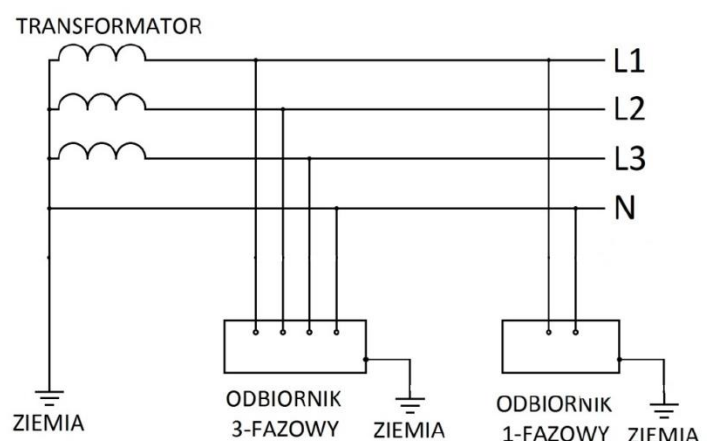 TRANSFORMATOR
L1
L2
L3
N
ZIEMIA
ODBIORNIK
3-FAZOWY
ZIEMIA
ODBIORNIK
1-FAZOWY
ZIEMIA